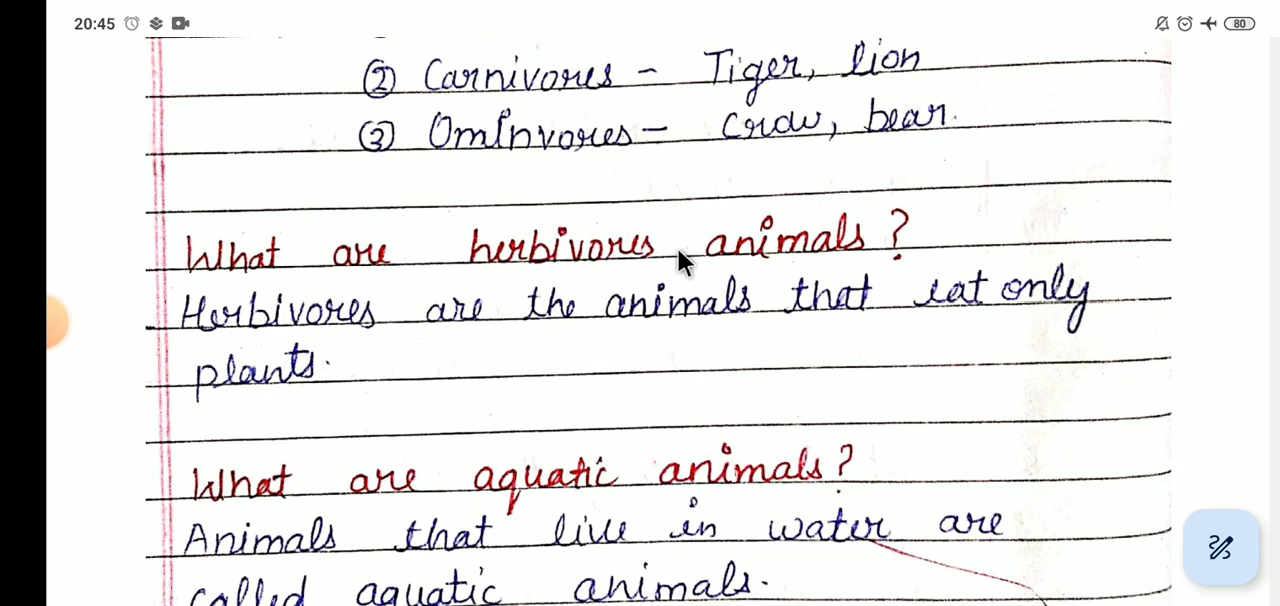 20:45 80
② Carnivores - Tiger, lion
③ Ominvores - crow, bear.
What are herbivores animals?
Herbivores are the animals that eat only
plants.
What are aquatic animals?
Animals that live in water are
called aquatic animals.